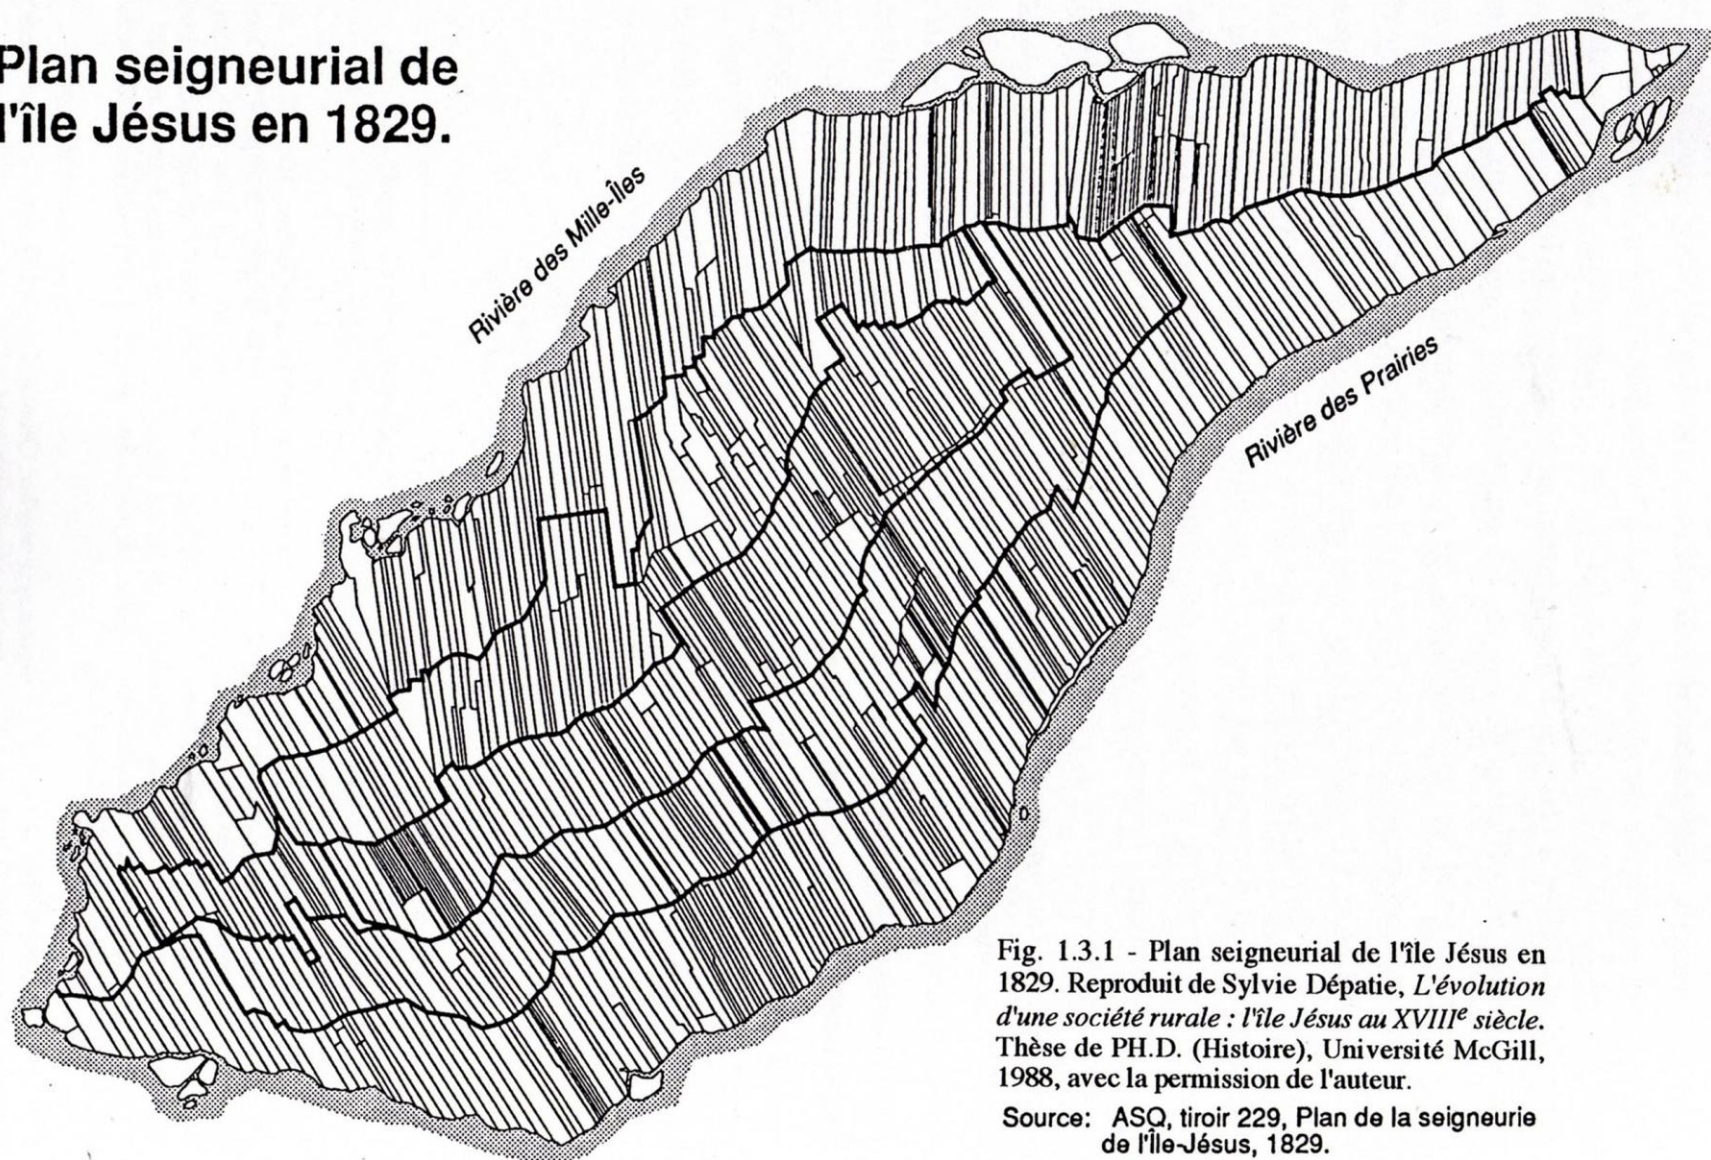 Plan seigneurial de
l'île Jésus en 1829.
Rivière des Mille-Îles
Rivière des Prairies
Fig. 1.3.1 - Plan seigneurial de l'île Jésus en
1829. Reproduit de Sylvie Dépatie, L'évolution
d'une société rurale : l'île Jésus au XVIIIe siècle.
Thèse de PH.D. (Histoire), Université McGill,
1988, avec la permission de l'auteur.
Source: ASQ, tiroir 229, Plan de la seigneurie
de l'Île-Jésus, 1829.